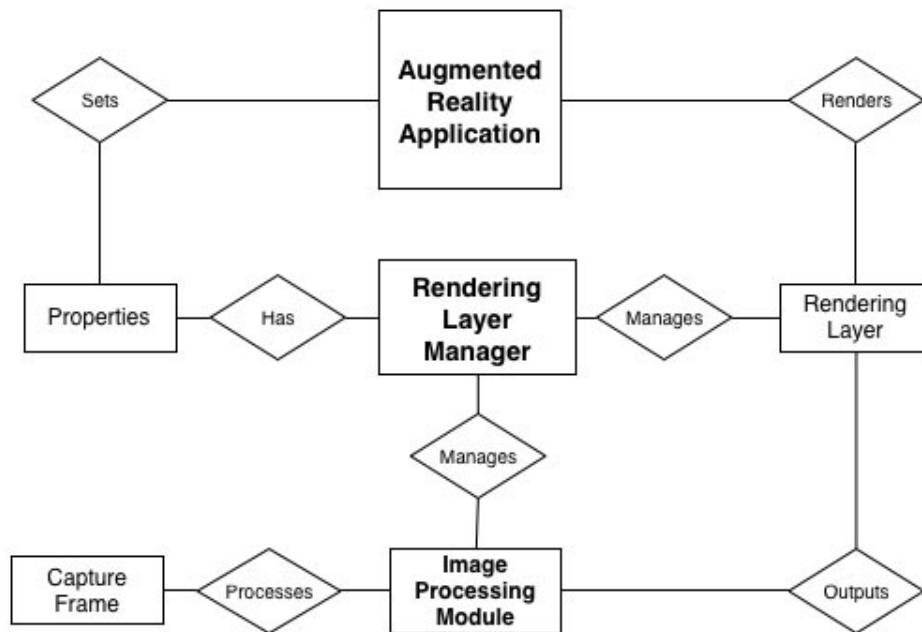 Augmented
Reality
Application
Sets
Renders
Properties
Has
Rendering
Layer
Manager
Manages
Rendering
Layer
Manages
Capture
Frame
Processes
Image
Processing
Module
Outputs